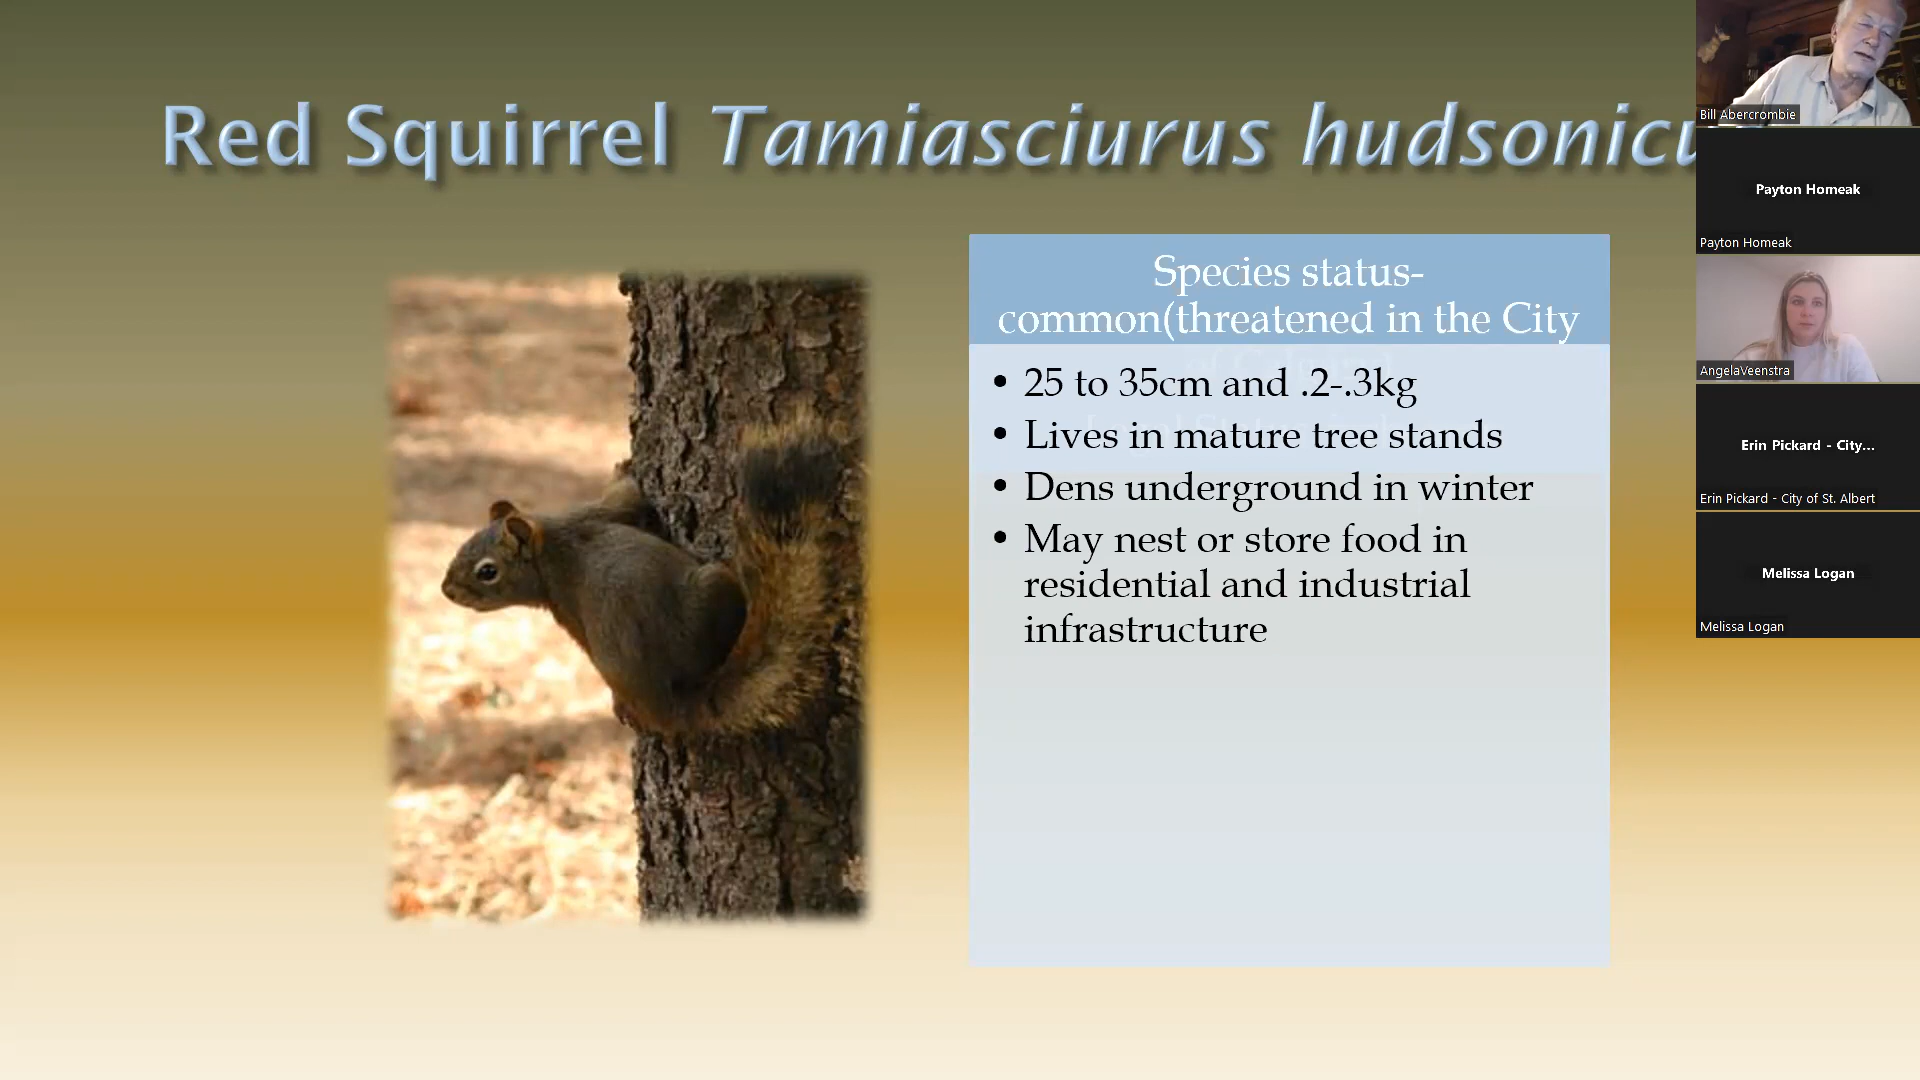 Red Squirrel Tamiasciurus hudsonicu
Species status-
common(threatened in the City
of Calgary)
• 25 to 35cm and .2-.3kg
• Lives in mature tree stands
• Dens underground in winter
• May nest or store food in
residential and industrial
infrastructure
Bill Abercrombie
Payton Homeak
Payton Homeak
AngelaVeenstra
Erin Pickard - City...
Erin Pickard - City of St. Albert
Melissa Logan
Melissa Logan